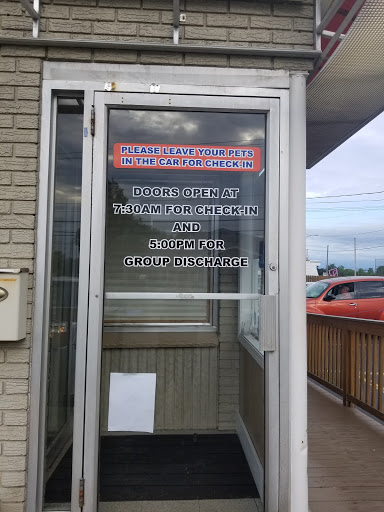 PLEASE LEAVE YOUR PETS
IN THE CAR FOR CHECK-IN
DOORS OPEN AT
7:30AM FOR CHECK-IN
AND
5:00PM FOR
GROUP DISCHARGE